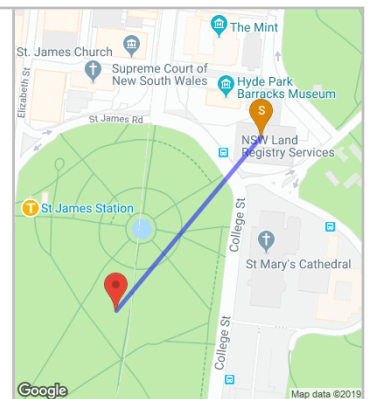 The Mint
St. James Church
Elizabeth St
Supreme Court of
New South Wales
Hyde Park
Barracks Museum
St James Rd
S
NSW Land
Registry Services
T
St James Station
College St
St Mary's Cathedral
College St
Google
Map data ©2019